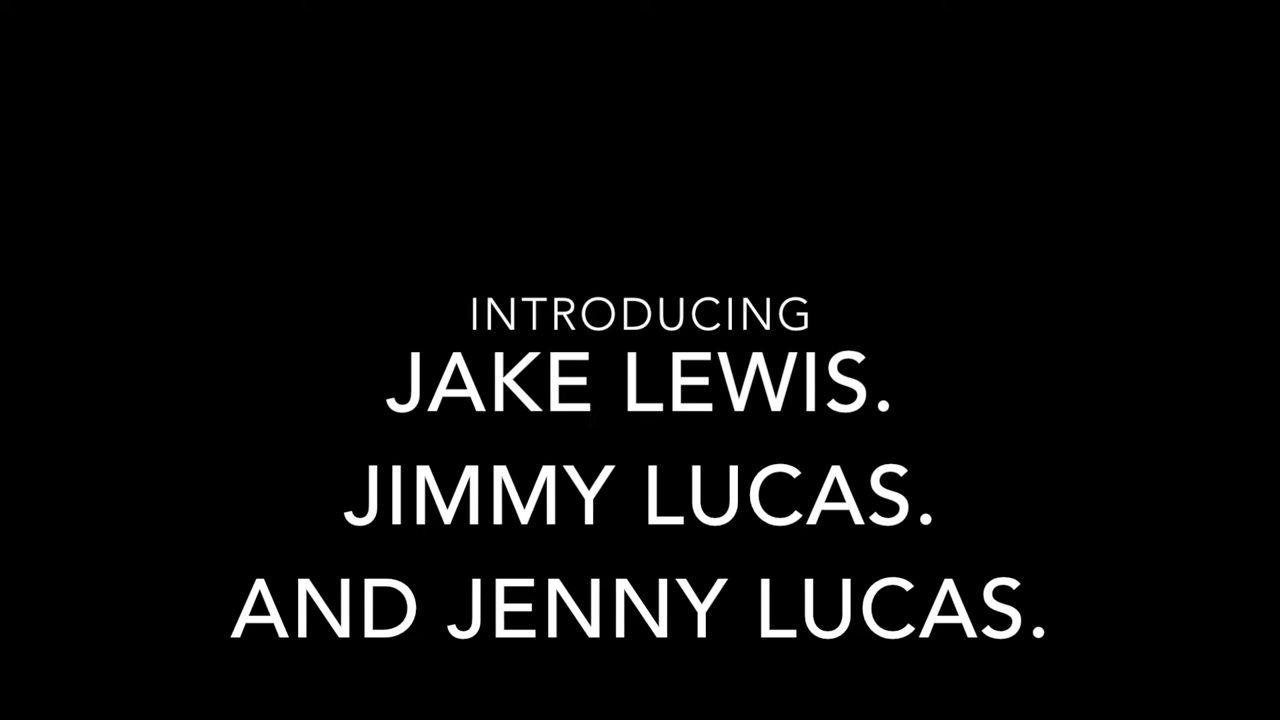 INTRODUCING
JAKE LEWIS.
JIMMY LUCAS.
AND JENNY LUCAS.